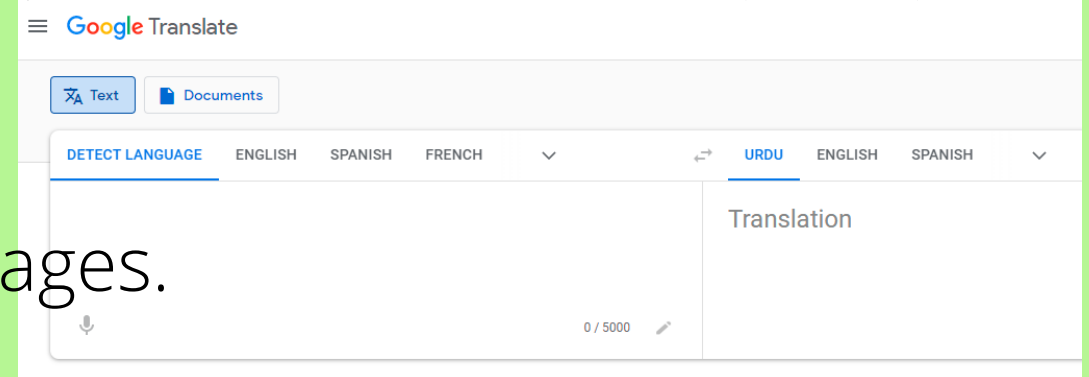 Google Translate
Text Documents
DETECT LANGUAGE ENGLISH SPANISH FRENCH URDU ENGLISH SPANISH
Translation
ages.
0 / 5000